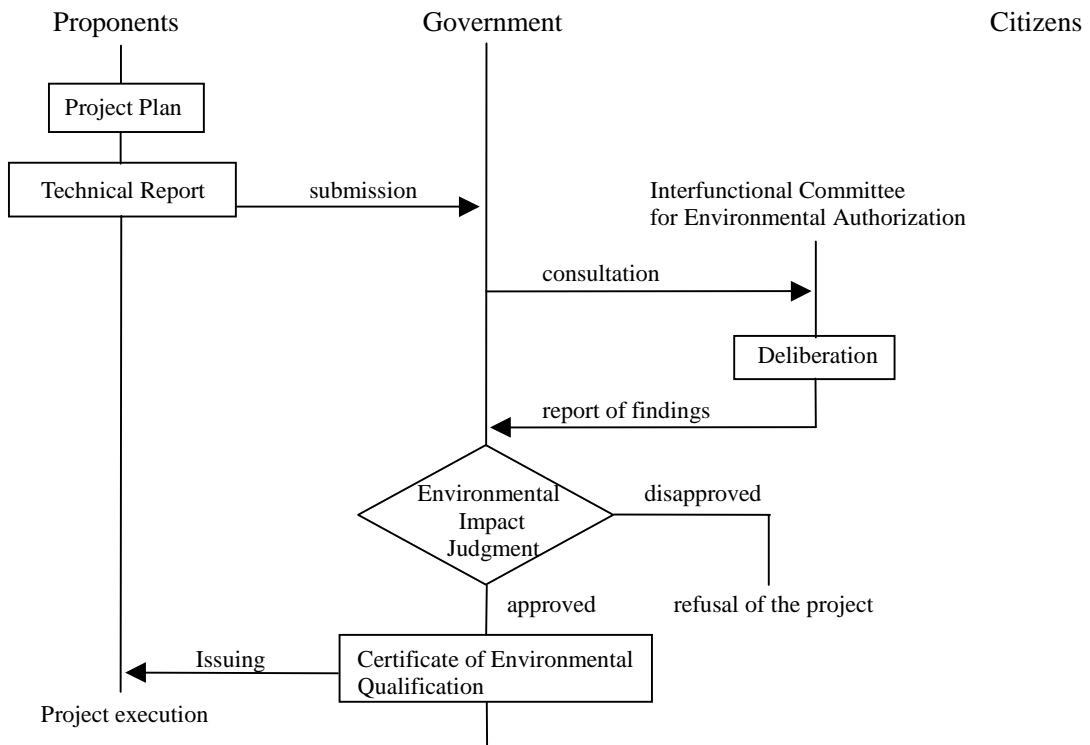 Proponents
Government
Citizens
Project Plan
Technical Report
submission
Interfunctional Committee
for Environmental Authorization
consultation
Deliberation
report of findings
Environmental
Impact
Judgment
disapproved
approved
refusal of the project
Issuing
Certificate of Environmental
Qualification
Project execution